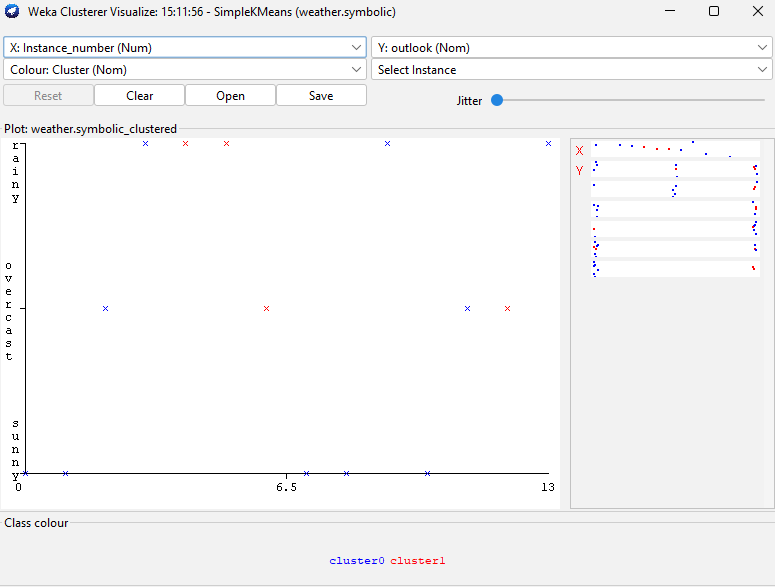 Weka Clusterer Visualize: 15:11:56 - SimpleKMeans (weather.symbolic)
X: Instance_number (Num)
Y: outlook (Nom)
Colour: Cluster (Nom)
Select Instance
Reset
Clear
Open
Save
Jitter
Plot: weather.symbolic_clustered
rainy
overcast
sunny
0
6.5
13
X
Y
Class colour
cluster0 cluster1